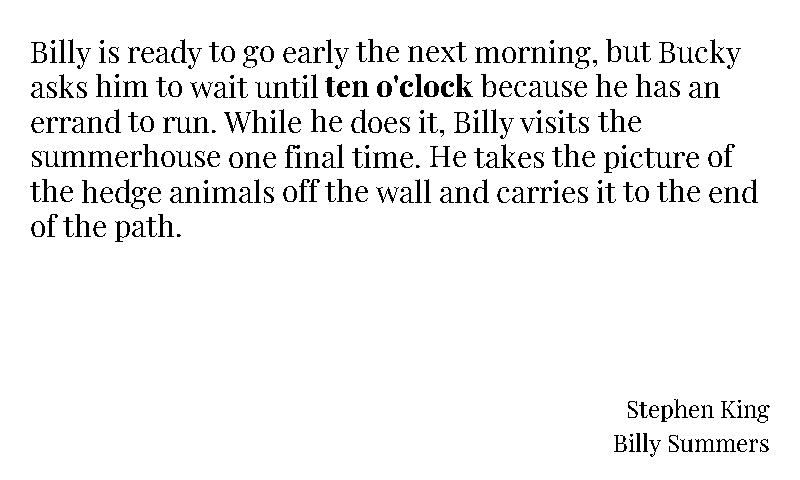 Billy is ready to go early the next morning, but Bucky
asks him to wait until ten o'clock because he has an
errand to run. While he does it, Billy visits the
summerhouse one final time. He takes the picture of
the hedge animals off the wall and carries it to the end
of the path.
Stephen King
Billy Summers